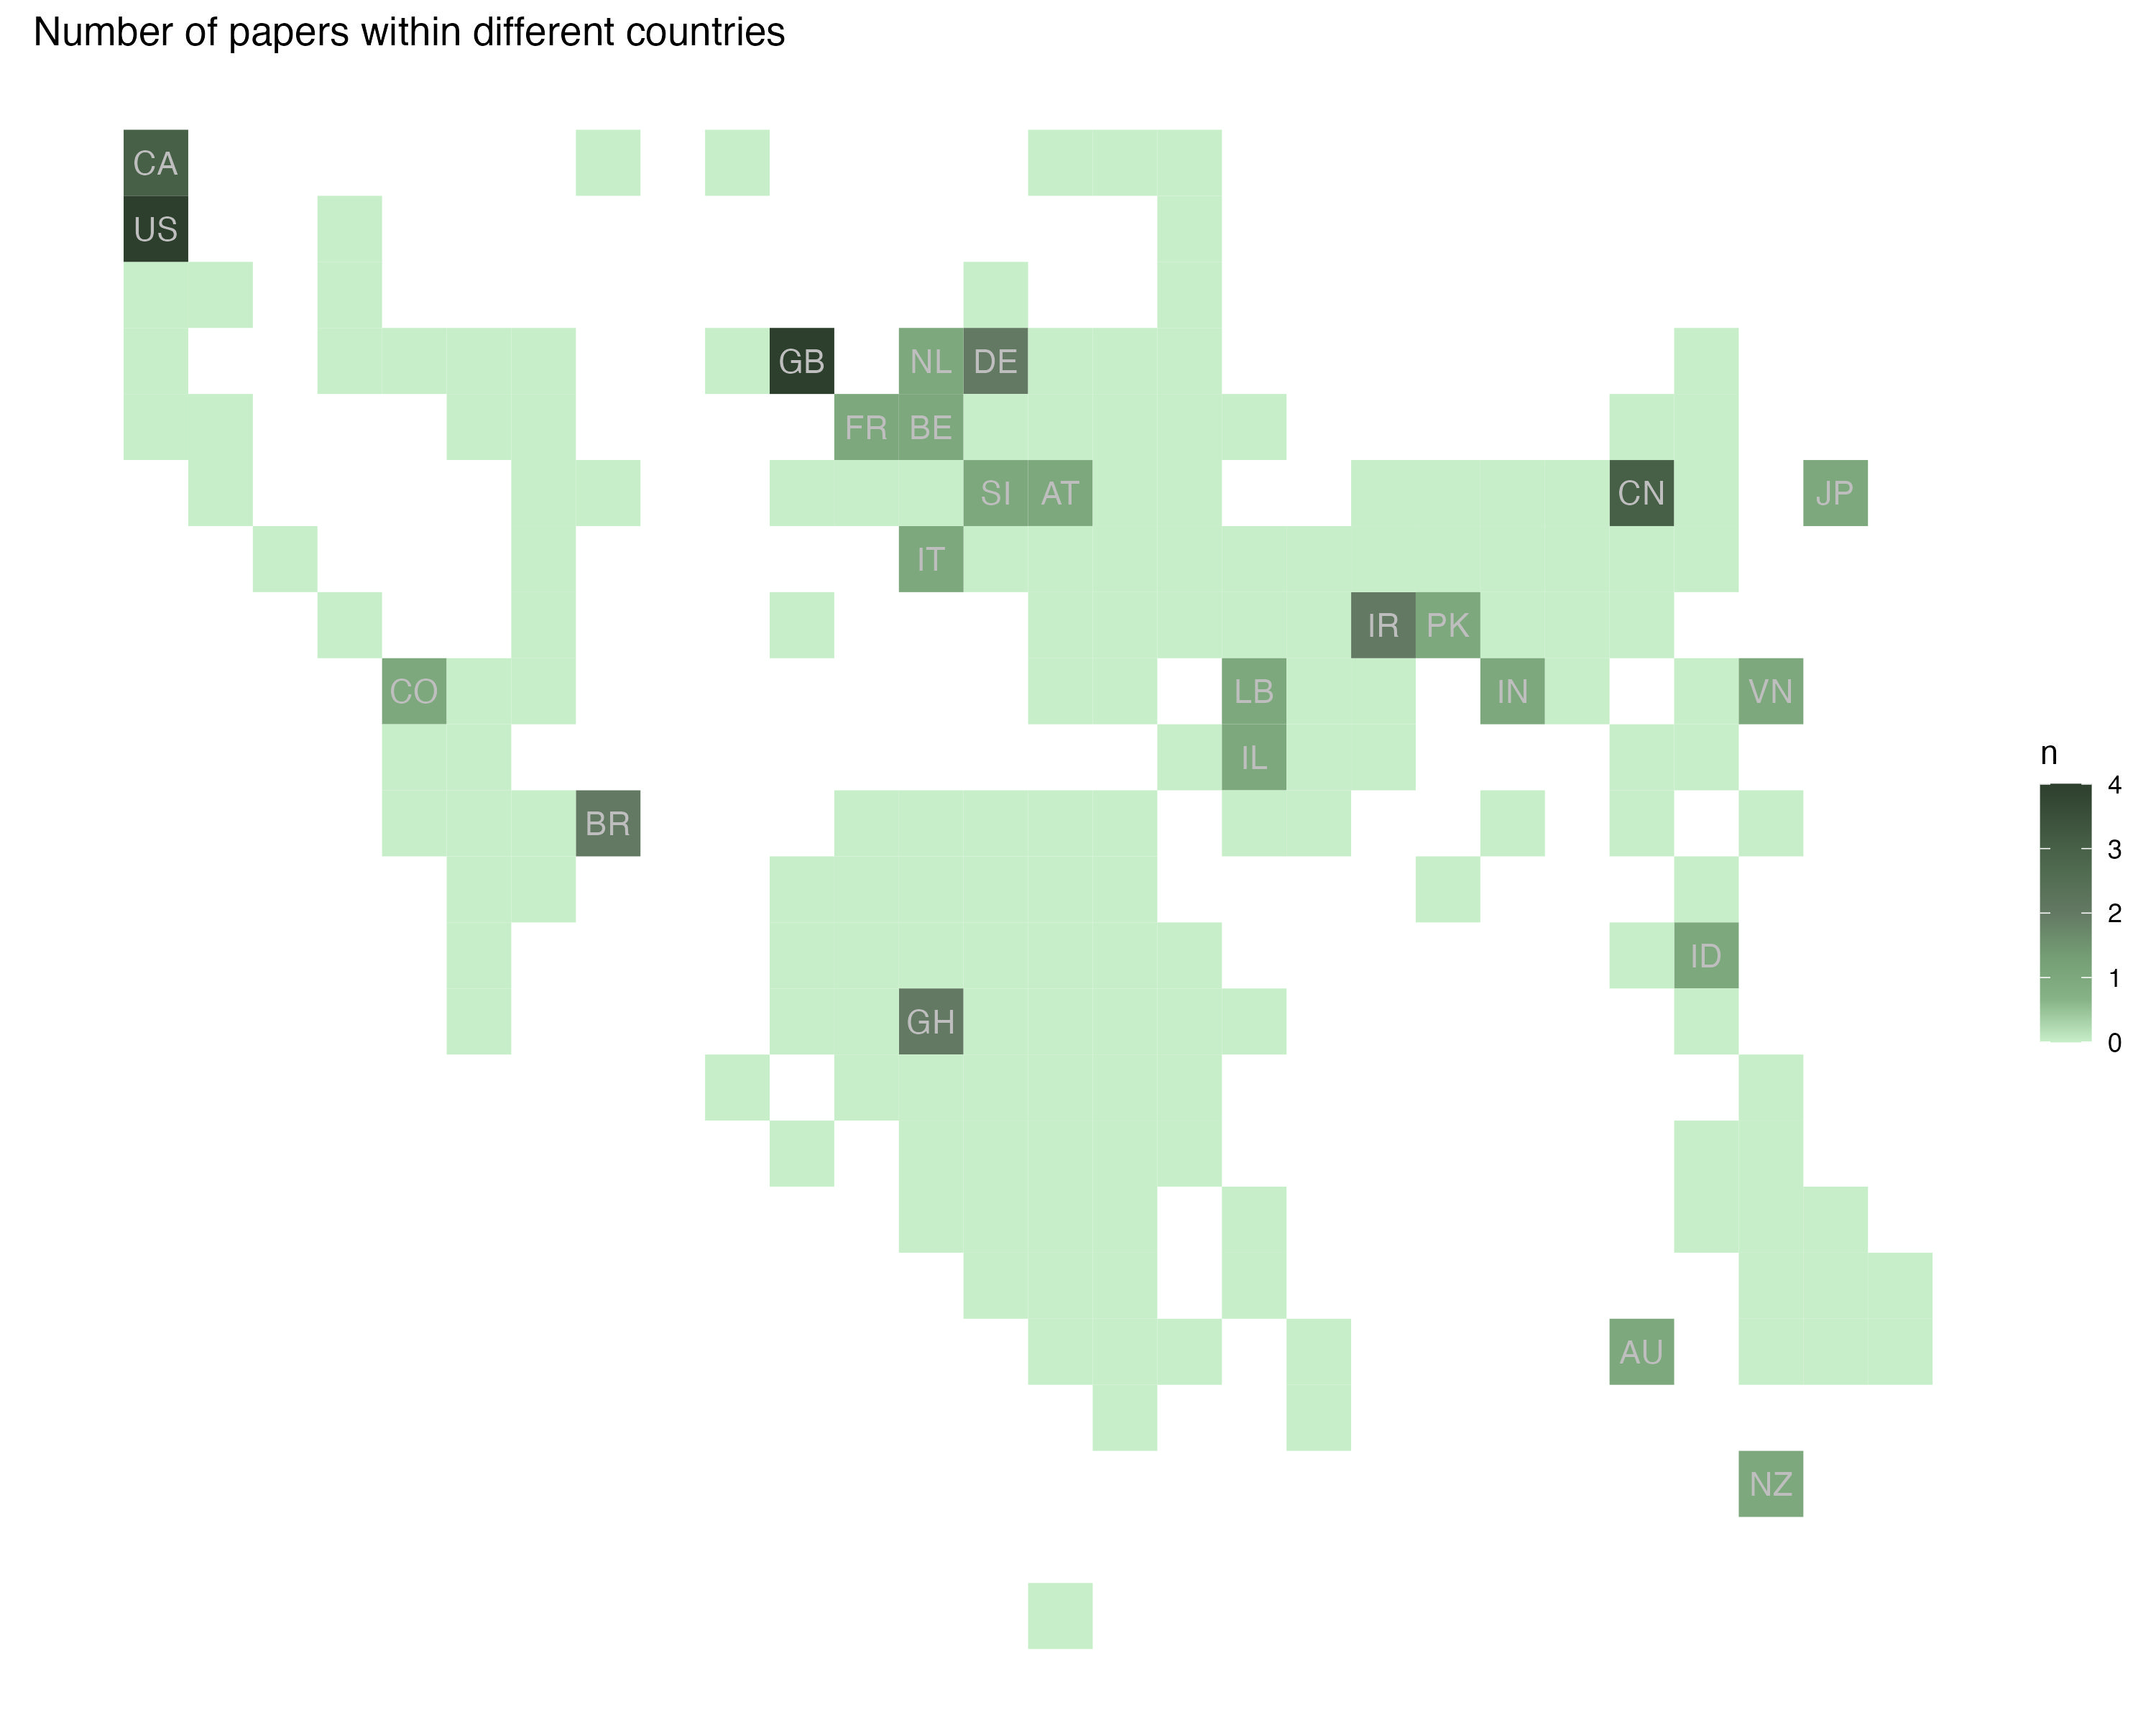 Number of papers within different countries
CA
US
GB NL DE
FR BE
SI AT CN JP
IT
IR PK
CO LB IN VN
IL
BR
ID
GH
AU
NZ
n
4
3
2
1
0